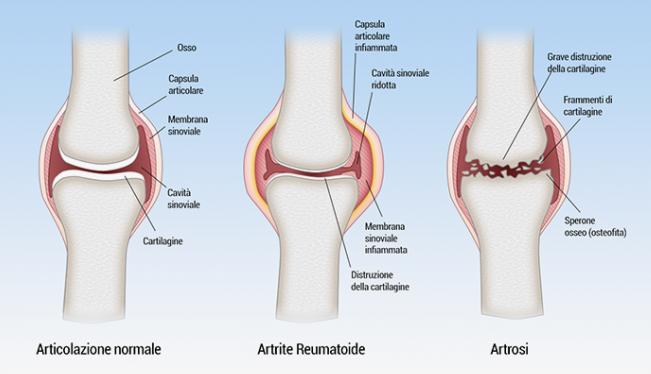 Osso
Capsula
articolare
Membrana
sinoviale
Cavità
sinoviale
Cartilagine
Articolazione normale
Capsula
articolare
infiammata
Cavità sinoviale
ridotta
Membrana
sinoviale
infiammata
Distruzione
della cartilagine
Artrite Reumatoide
Grave distruzione
della cartilagine
Frammenti di
cartilagine
Sperone
osseo (osteofita)
Artrosi